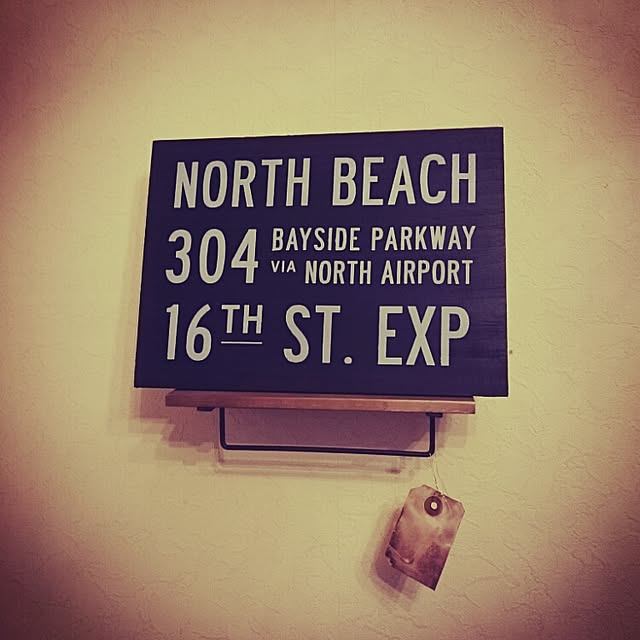 NORTH BEACH
304 BAYSIDE PARKWAY
VIA NORTH AIRPORT
16TH ST. EXP